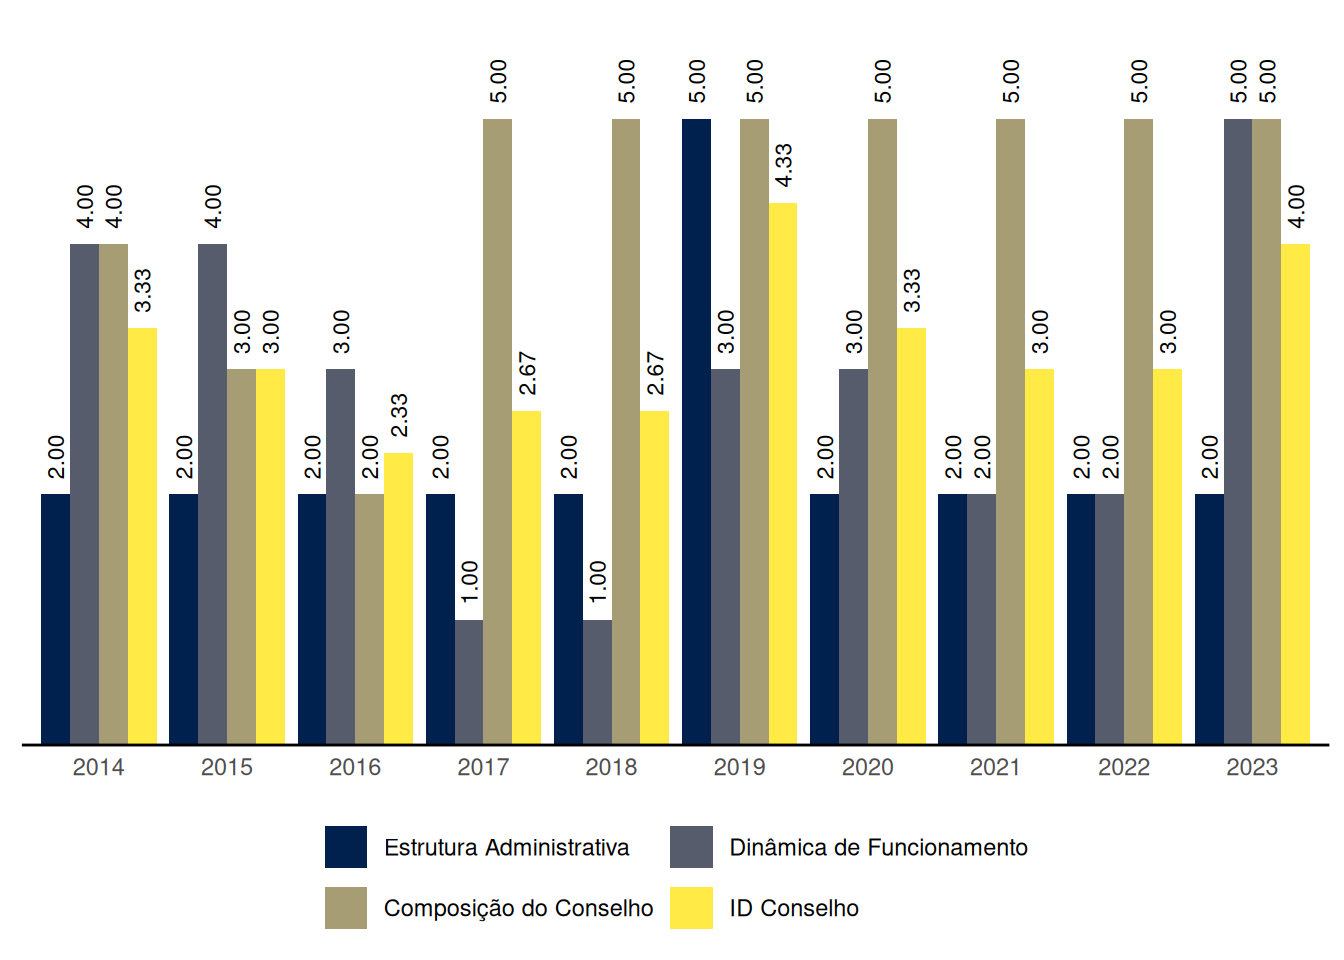 2.00 4.00 4.00 3.33 2.00 4.00 3.00 3.00 2.00 3.00 2.00 2.33 2.00 1.00 5.00 2.67 2.00 1.00 5.00 2.67 5.00 3.00 5.00 4.33 2.00 3.00 5.00 3.33 2.00 2.00 5.00 3.00 2.00 2.00 5.00 3.00 2.00 5.00 5.00 4.00
2014 2015 2016 2017 2018 2019 2020 2021 2022 2023
Estrutura Administrativa Dinâmica de Funcionamento
Composição do Conselho ID Conselho